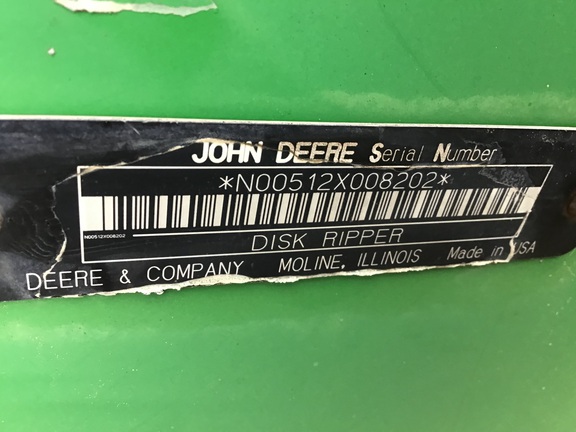 JOHN DEERE Serial Number
*N00512X008202*
N00512X008202
DISK RIPPER
DEERE & COMPANY MOLINE, ILLINOIS Made in USA